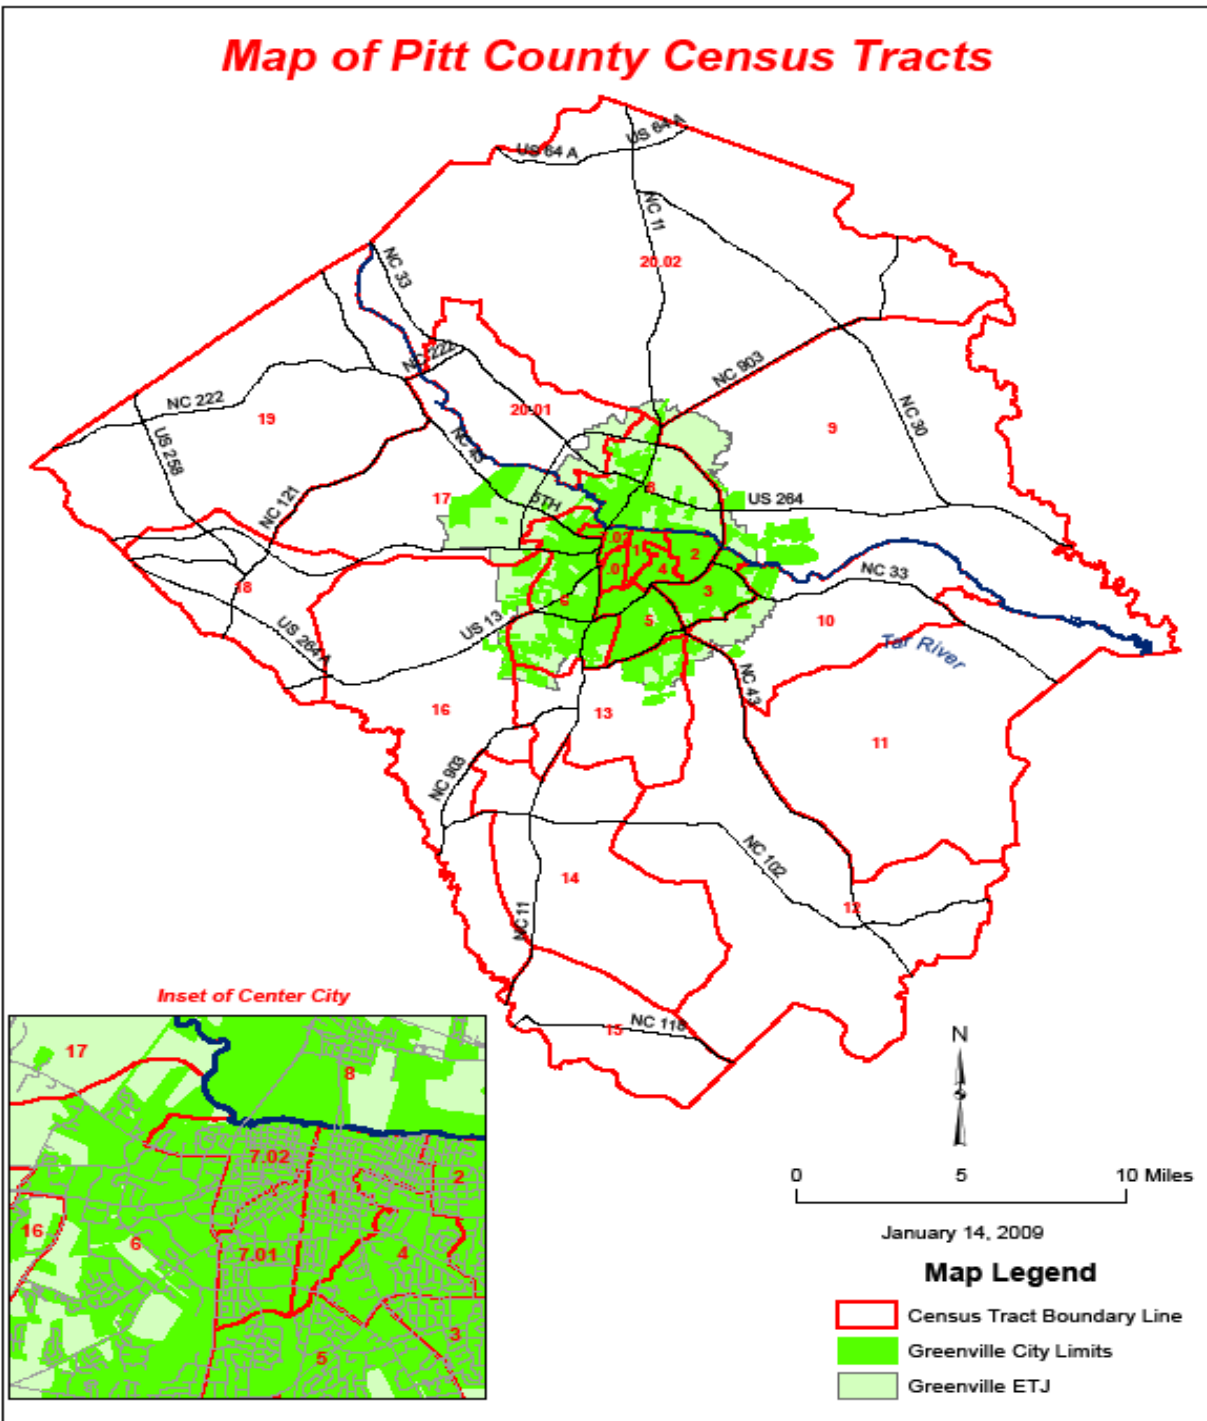 Map of Pitt County Census Tracts
US 64 A
US 64 A
NC 11
20.02
NC 33
NC 222
NC 903
NC 222
20.01
19
NC 30
9
US 258
NC 43
NC 121
17
5TH
8
US 264
1
2
4
NC 33
18
6
3
5
10
US 13
US 264 A
Tar River
NC 43
16
13
11
NC 903
NC 102
14
12
NC 11
Inset of Center City
15
NC 118
17
8
7.02
2
1
16
6
7.01
4
3
5
N
0 5 10 Miles
January 14, 2009
Map Legend
Census Tract Boundary Line
Greenville City Limits
Greenville ETJ